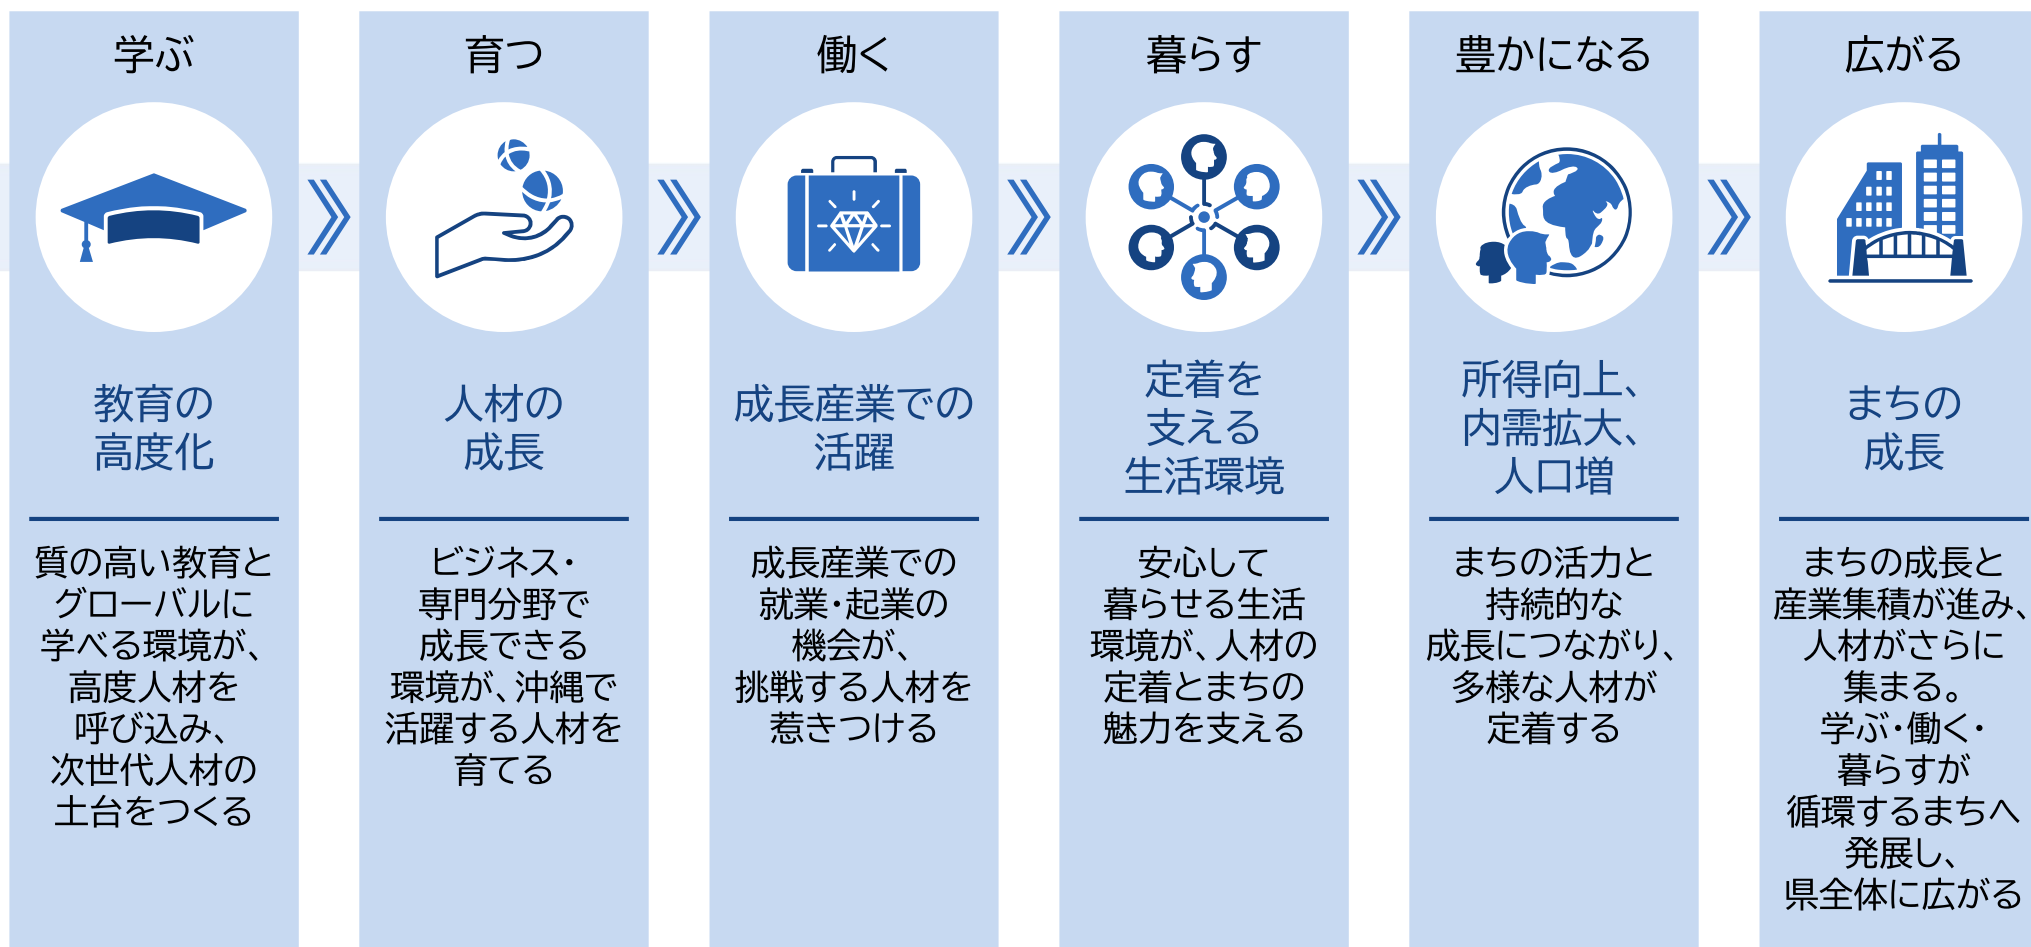 学ぶ
教育の
高度化
質の高い教育と
グローバルに
学べる環境が、
高度人材を
呼び込み、
次世代人材の
土台をつくる
育つ
人材の
成長
ビジネス・
専門分野で
成長できる
環境が、沖縄で
活躍する人材を
育てる
働く
成長産業での
活躍
成長産業での
就業・起業の
機会が、
挑戦する人材を
惹きつける
暮らす
定着を
支える
生活環境
安心して
暮らせる生活
環境が、人材の
定着とまちの
魅力を支える
豊かになる
所得向上、
内需拡大、
人口増
まちの活力と
持続的な
成長につながり、
多様な人材が
定着する
広がる
まちの
成長
まちの成長と
産業集積が進み、
人材がさらに
集まる。
学ぶ・働く・
暮らすが
循環するまちへ
発展し、
県全体に広がる